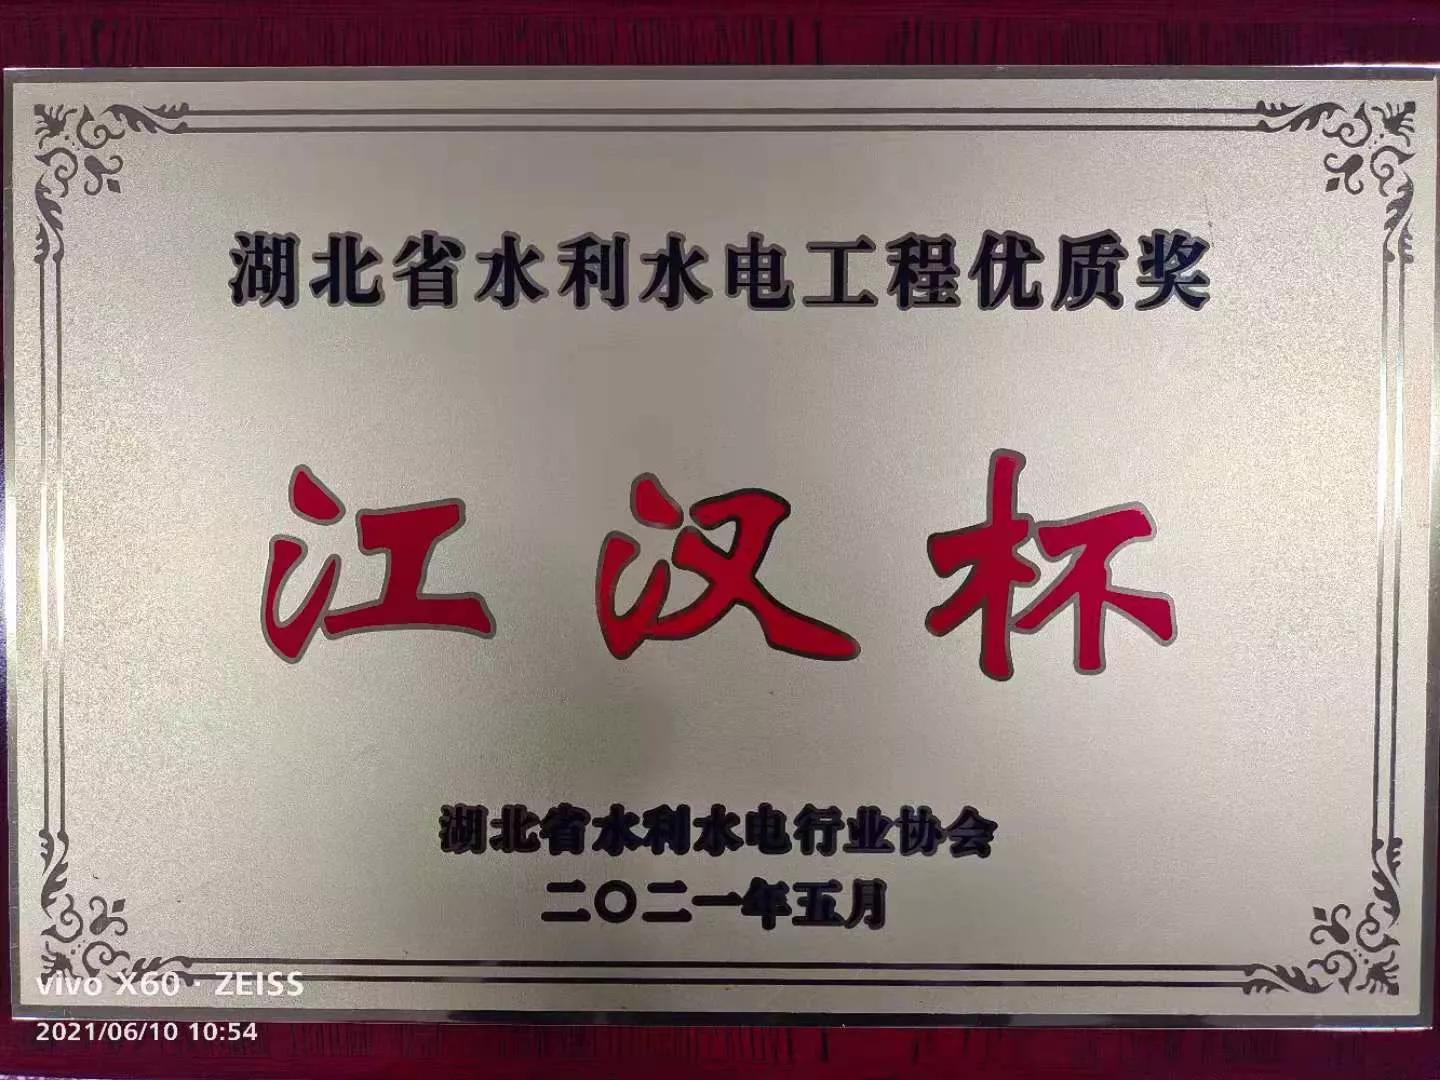 湖北省水利水电工程优质奖
江汉杯
湖北省水利水电行业协会
二〇二一年五月
vivo X60 · ZEISS
2021/06/10 10:54